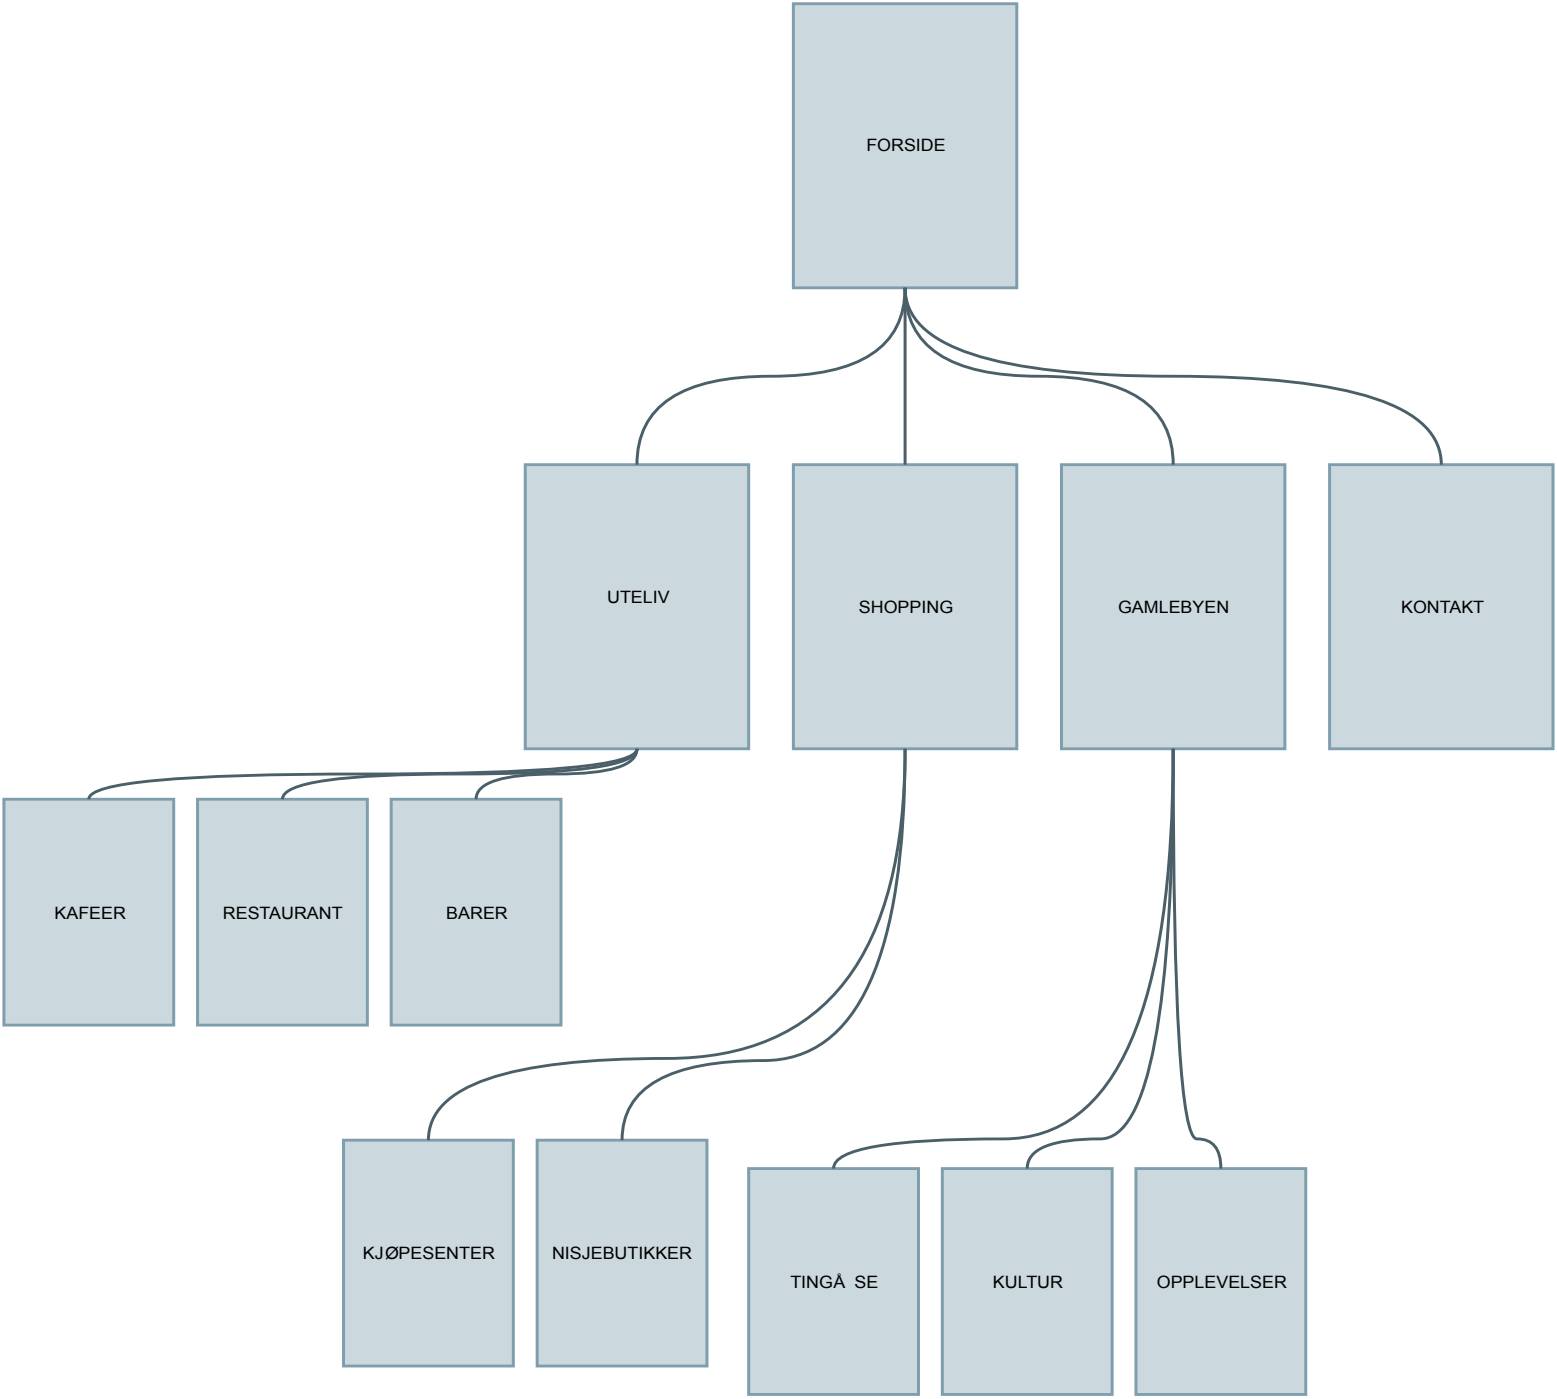 FORSIDE
UTELIV
SHOPPING
GAMLEBYEN
KONTAKT
KAFEER
RESTAURANT
BARER
KJØPESENTER
NISJEBUTIKKER
TINGÅ SE
KULTUR
OPPLEVELSER